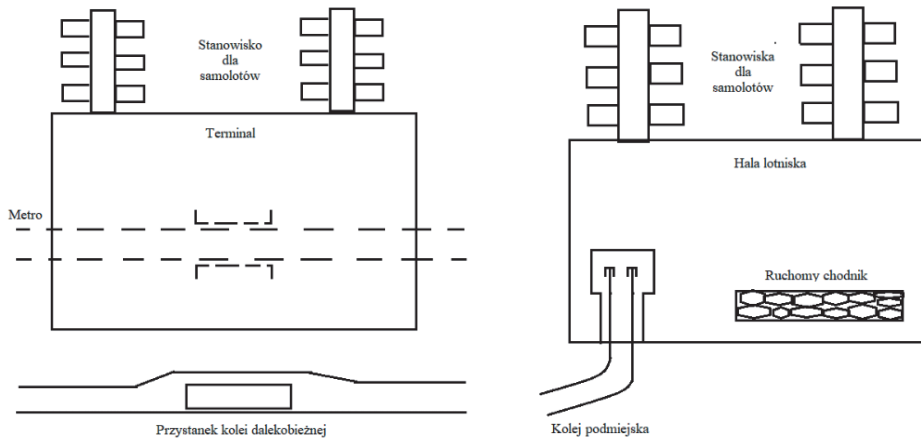 Stanowisko
dla
samolotów
Terminal
Metro
Przystanek kolei dalekobieżnej
Stanowiska
dla
samolotów
Hala lotniska
Ruchomy chodnik
Kolej podmiejska